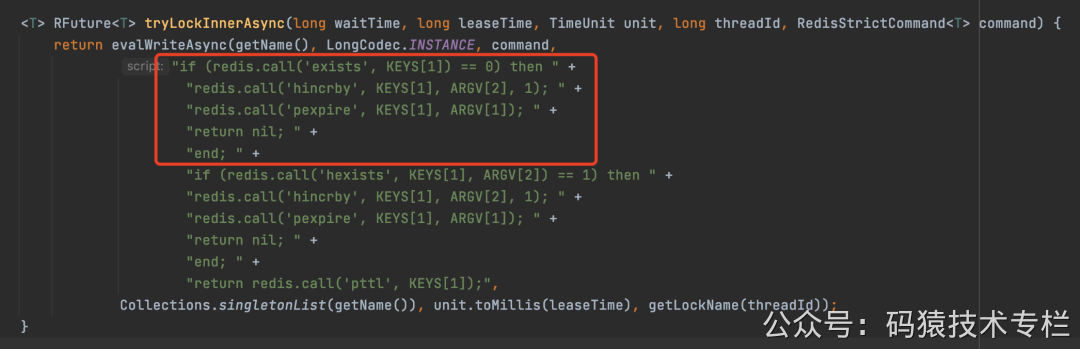 <T> RFuture<T> tryLockInnerAsync(long waitTime, long leaseTime, TimeUnit unit, long threadId, RedisStrictCommand<T> command) {
return evalWriteAsync(getName(), LongCodec.INSTANCE, command,
script: "if (redis.call('exists', KEYS[1]) == 0) then " +
"redis.call('hincrby', KEYS[1], ARGV[2], 1); " +
"redis.call('pexpire', KEYS[1], ARGV[1]); " +
"return nil; " +
"end; " +
"if (redis.call('hexists', KEYS[1], ARGV[2]) == 1) then " +
"redis.call('hincrby', KEYS[1], ARGV[2], 1); " +
"redis.call('pexpire', KEYS[1], ARGV[1]); " +
"return nil; " +
"end; " +
"return redis.call('pttl', KEYS[1]);",
Collections.singletonList(getName()), unit.toMillis(leaseTime), getLockName(threadId));
}
公众号：码猿技术专栏